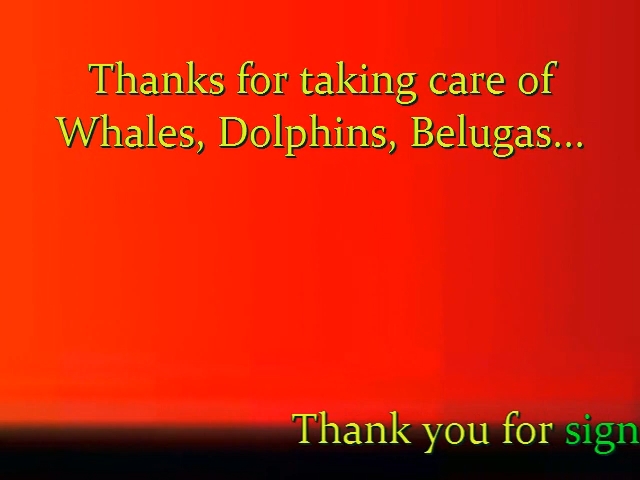 Thanks for taking care of
Whales, Dolphins, Belugas...
Thank you for sign